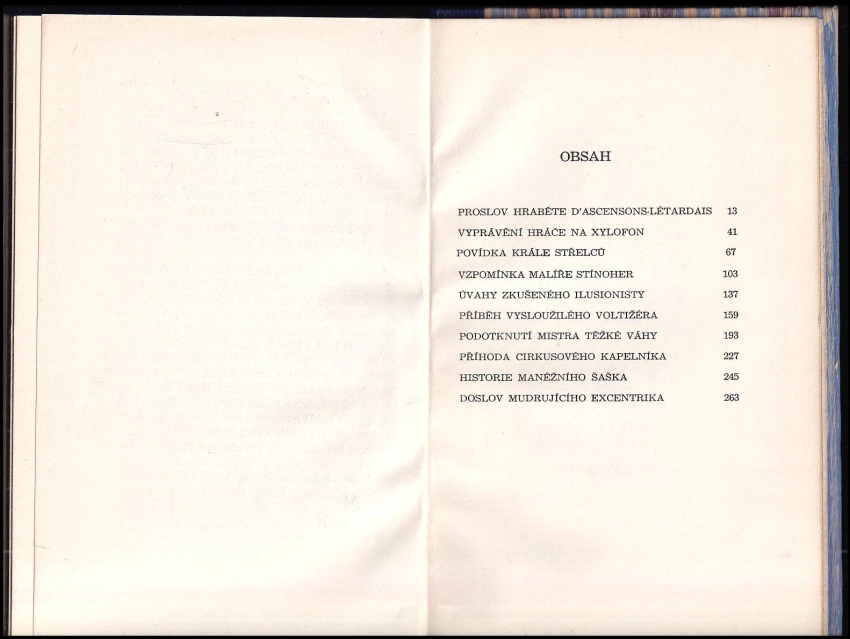 OBSAH
PROSLOV HRABĚTE D'ASCENSONS-LÉTARDAIS 13
VYPRÁVĚNÍ HRÁČE NA XYLOFON 41
POVÍDKA KRÁLE STŘELCŮ 67
VZPOMÍNKA MALÍŘE STÍNOHER 103
ÚVAHY ZKUŠENÉHO ILUSIONISTY 137
PŘÍBĚH VYSLOUŽILÉHO VOLTIŽÉRA 159
PODOTKNUTÍ MISTRA TĚŽKÉ VÁHY 193
PŘÍHODA CIRKUSOVÉHO KAPELNÍKA 227
HISTORIE MANÉŽNÍHO ŠAŠKA 245
DOSLOV MUDRUJÍCÍHO EXCENTRIKA 263